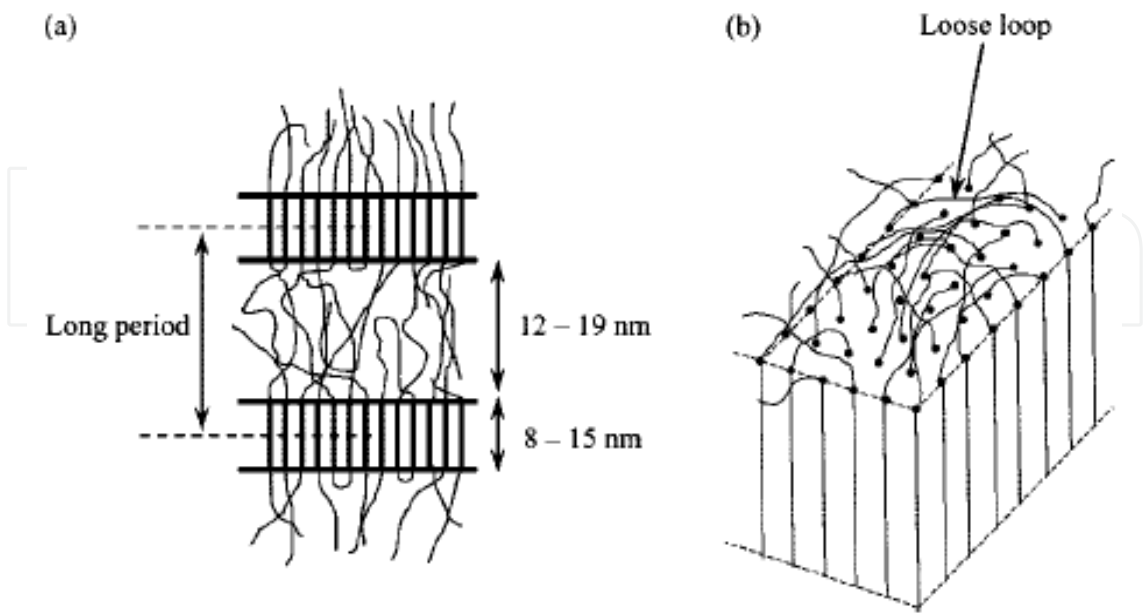 (a)
(b)
Loose loop
Long period
12 – 19 nm
8 – 15 nm